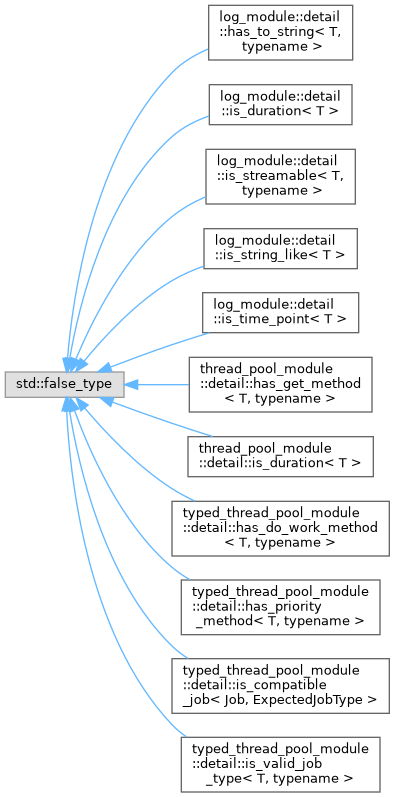 log_module::detail
::has_to_string< T,
typename >
log_module::detail
::is_duration< T >
log_module::detail
::is_streamable< T,
typename >
log_module::detail
::is_string_like< T >
log_module::detail
::is_time_point< T >
std::false_type
thread_pool_module
::detail::has_get_method
< T, typename >
thread_pool_module
::detail::is_duration< T >
typed_thread_pool_module
::detail::has_do_work_method
< T, typename >
typed_thread_pool_module
::detail::has_priority
_method< T, typename >
typed_thread_pool_module
::detail::is_compatible
_job< Job, ExpectedJobType >
typed_thread_pool_module
::detail::is_valid_job
_type< T, typename >